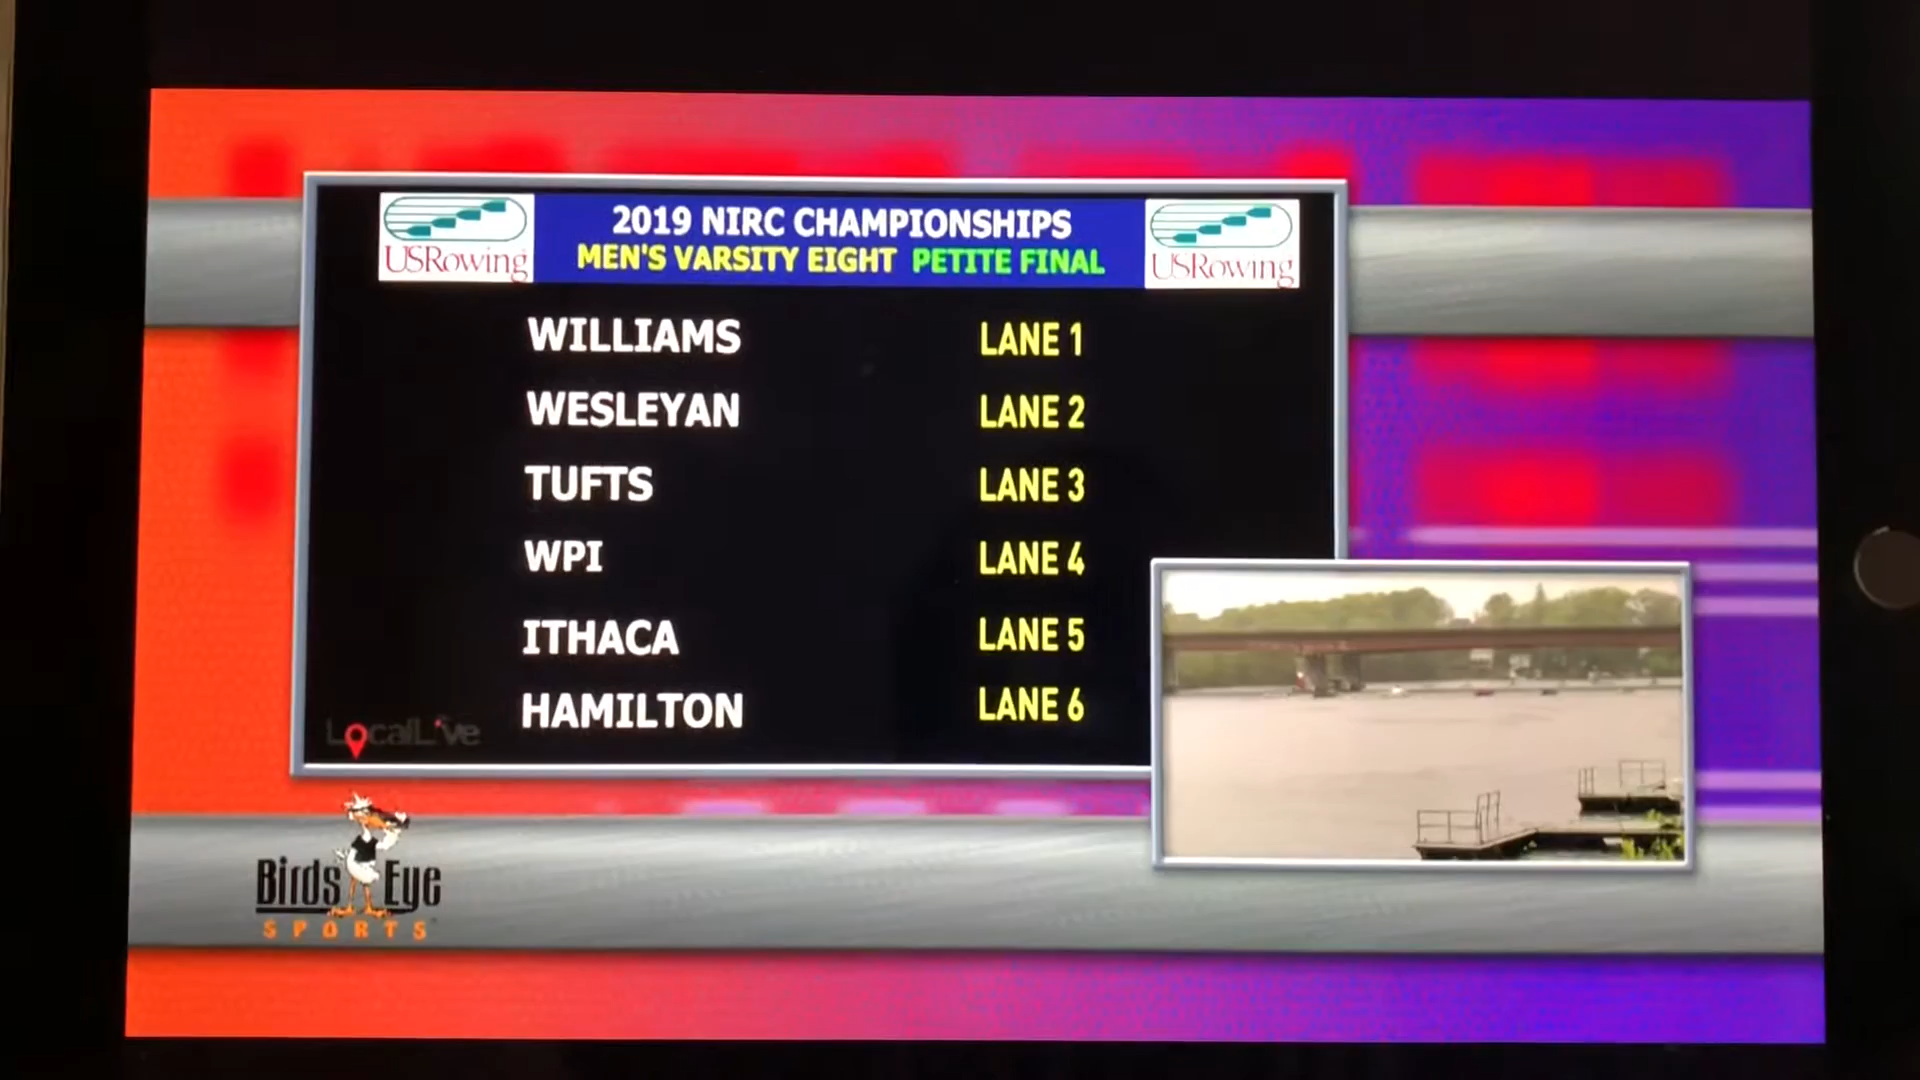 USRowing
2019 NIRC CHAMPIONSHIPS
MEN'S VARSITY EIGHT PETITE FINAL
USRowing
WILLIAMS LANE 1
WESLEYAN LANE 2
TUFTS LANE 3
WPI LANE 4
ITHACA LANE 5
HAMILTON LANE 6
LocalLive
Birds Eye
SPORTS